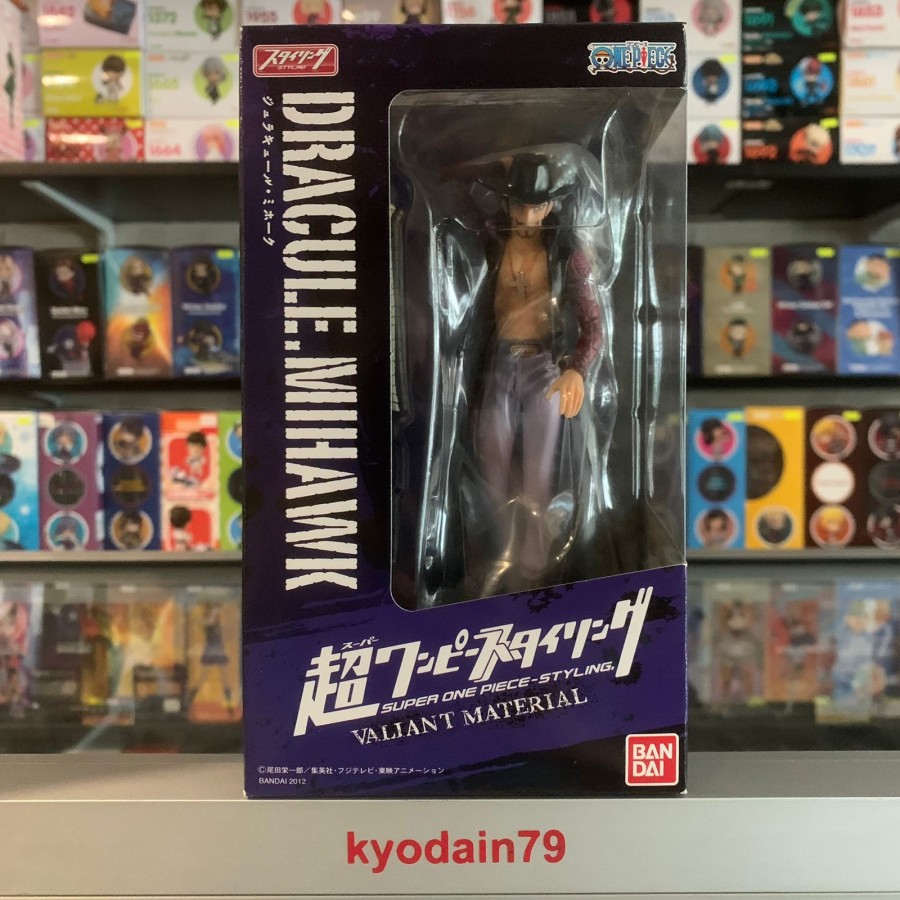 スタイリング
STYLING
ONE PIECE
DRACULE.MIHAWK
ジュラキュール・ミホーク
スーパー
超ワンピーススタイリング
SUPER ONE PIECE-STYLING
VALIANT MATERIAL
BAN
DAI
©尾田栄一郎／集英社・フジテレビ・東映アニメーション
BANDAI 2012
kyodain79